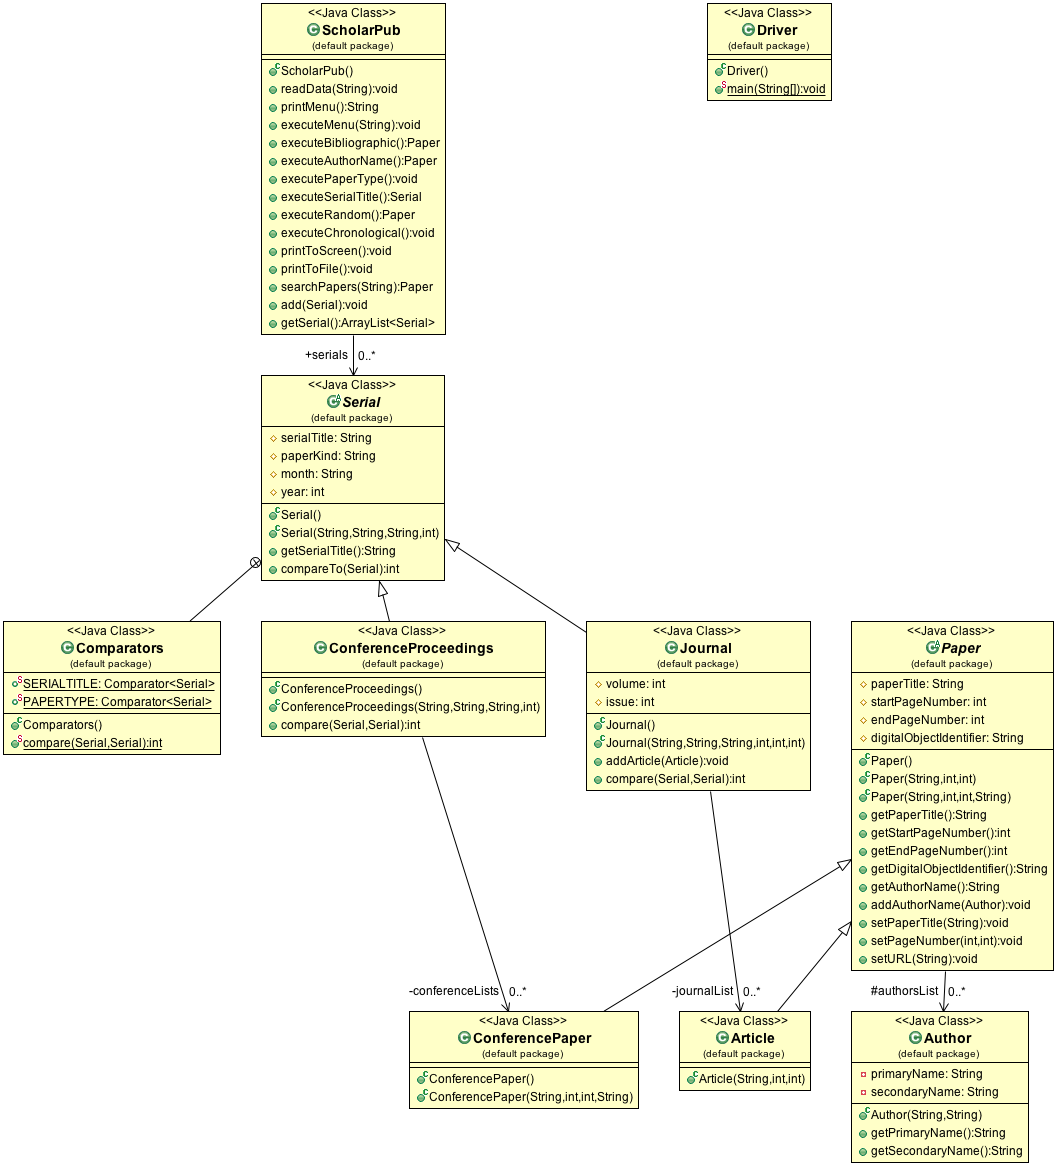 <<Java Class>>
ScholarPub
(default package)
ScholarPub()
readData(String):void
printMenu():String
executeMenu(String):void
executeBibliographic():Paper
executeAuthorName():Paper
executePaperType():void
executeSerialTitle():Serial
executeRandom():Paper
executeChronological():void
printToScreen():void
printToFile():void
searchPapers(String):Paper
add(Serial):void
getSerial():ArrayList<Serial>
<<Java Class>>
Driver
(default package)
Driver()
main(String[]):void
+serials 0..*
<<Java Class>>
Serial
(default package)
serialTitle: String
paperKind: String
month: String
year: int
Serial()
Serial(String,String,String,int)
getSerialTitle():String
compareTo(Serial):int
<<Java Class>>
Comparators
(default package)
SERIALTITLE: Comparator<Serial>
PAPERTYPE: Comparator<Serial>
Comparators()
compare(Serial,Serial):int
<<Java Class>>
ConferenceProceedings
(default package)
ConferenceProceedings()
ConferenceProceedings(String,String,String,int)
compare(Serial,Serial):int
<<Java Class>>
Journal
(default package)
volume: int
issue: int
Journal()
Journal(String,String,String,int,int,int)
addArticle(Article):void
compare(Serial,Serial):int
<<Java Class>>
Paper
(default package)
paperTitle: String
startPageNumber: int
endPageNumber: int
digitalObjectIdentifier: String
Paper()
Paper(String,int,int)
Paper(String,int,int,String)
getPaperTitle():String
getStartPageNumber():int
getEndPageNumber():int
getDigitalObjectIdentifier():String
getAuthorName():String
addAuthorName(Author):void
setPaperTitle(String):void
setPageNumber(int,int):void
setURL(String):void
-conferenceLists 0..*
-journalList 0..*
#authorsList 0..*
<<Java Class>>
ConferencePaper
(default package)
ConferencePaper()
ConferencePaper(String,int,int,String)
<<Java Class>>
Article
(default package)
Article(String,int,int)
<<Java Class>>
Author
(default package)
primaryName: String
secondaryName: String
Author(String,String)
getPrimaryName():String
getSecondaryName():String